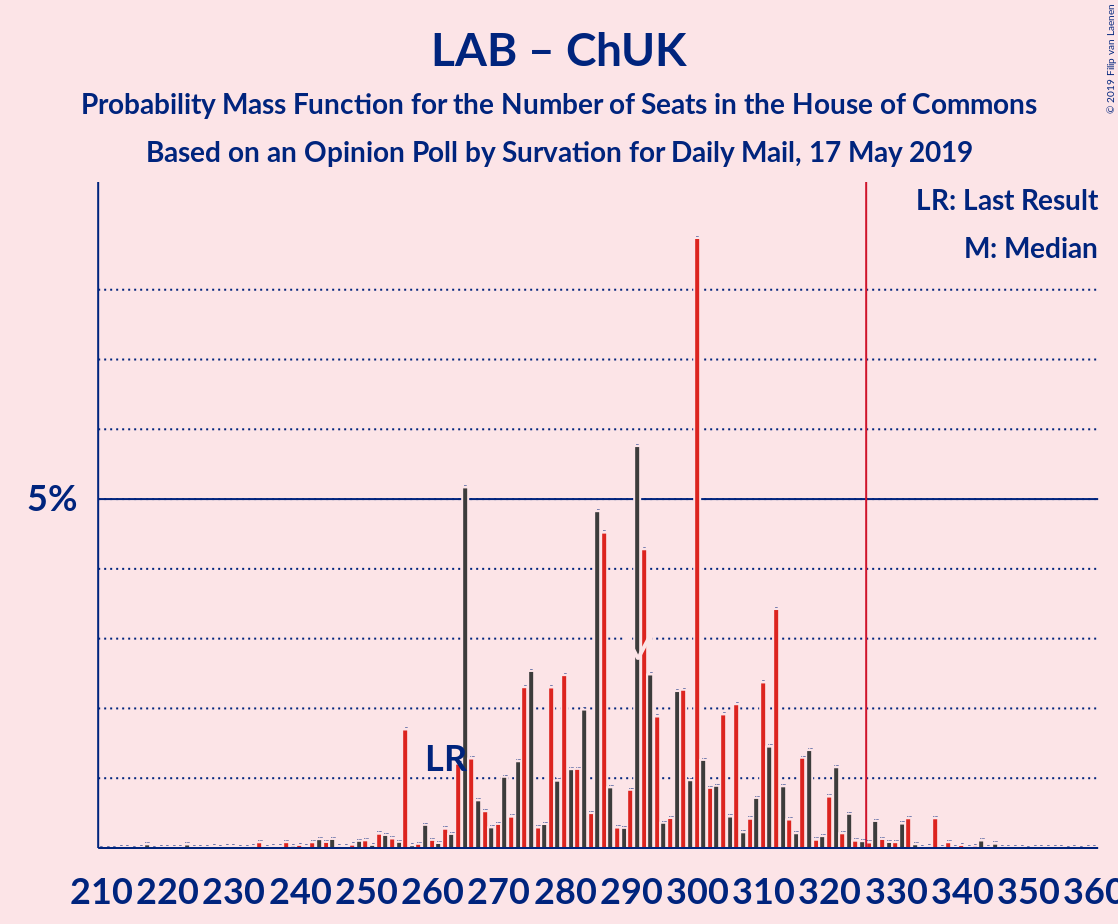 LAB – ChUK
Probability Mass Function for the Number of Seats in the House of Commons
Based on an Opinion Poll by Survation for Daily Mail, 17 May 2019
© 2019 Filip van Laenen
LR: Last Result
M: Median
5%
LR
210 220 230 240 250 260 270 280 290 300 310 320 330 340 350 360